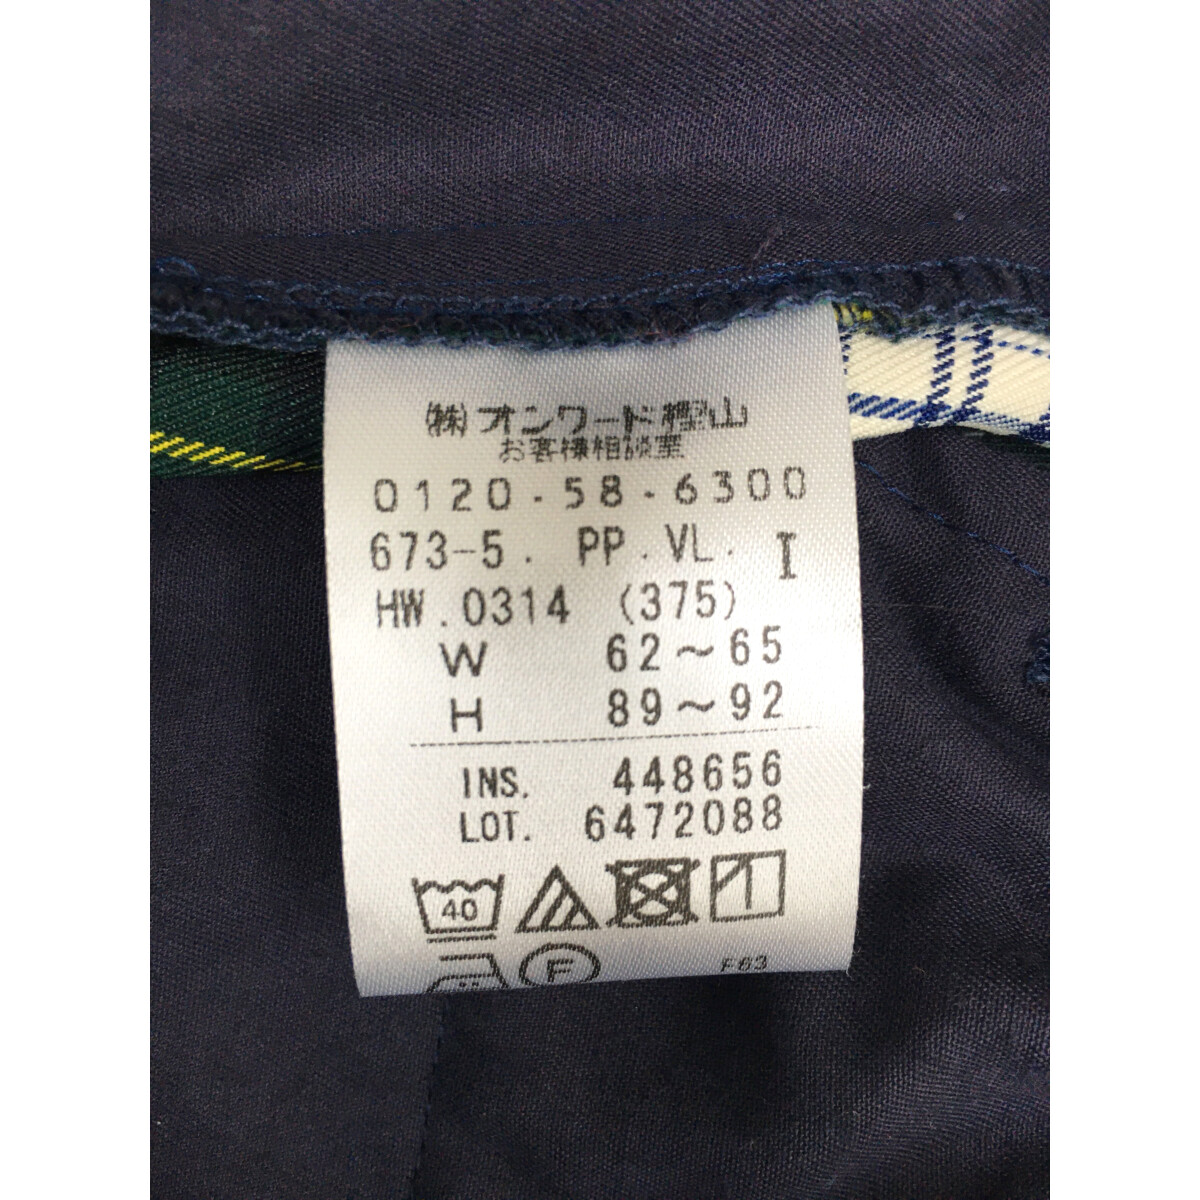 ㈱オンワード樫山
お客様相談室
0120-58-6300
673-5. PP.VL. I
HW.0314 (375)
W 62～65
H 89～92
INS. 448656
LOT. 6472088
40
F F63